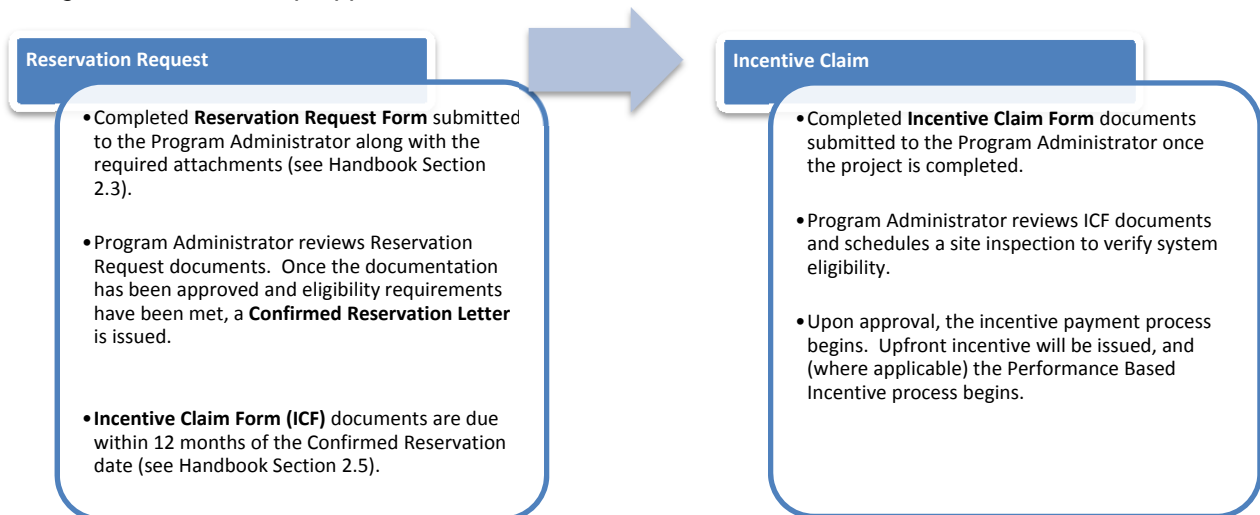 Reservation Request
•Completed Reservation Request Form submitted
to the Program Administrator along with the
required attachments (see Handbook Section
2.3).
•Program Administrator reviews Reservation
Request documents.  Once the documentation
has been approved and eligibility requirements
have been met, a Confirmed Reservation Letter
is issued.
•Incentive Claim Form (ICF) documents are due
within 12 months of the Confirmed Reservation
date (see Handbook Section 2.5).
Incentive Claim
•Completed Incentive Claim Form documents
submitted to the Program Administrator once
the project is completed.
•Program Administrator reviews ICF documents
and schedules a site inspection to verify system
eligibility.
•Upon approval, the incentive payment process
begins.  Upfront incentive will be issued, and
(where applicable) the Performance Based
Incentive process begins.